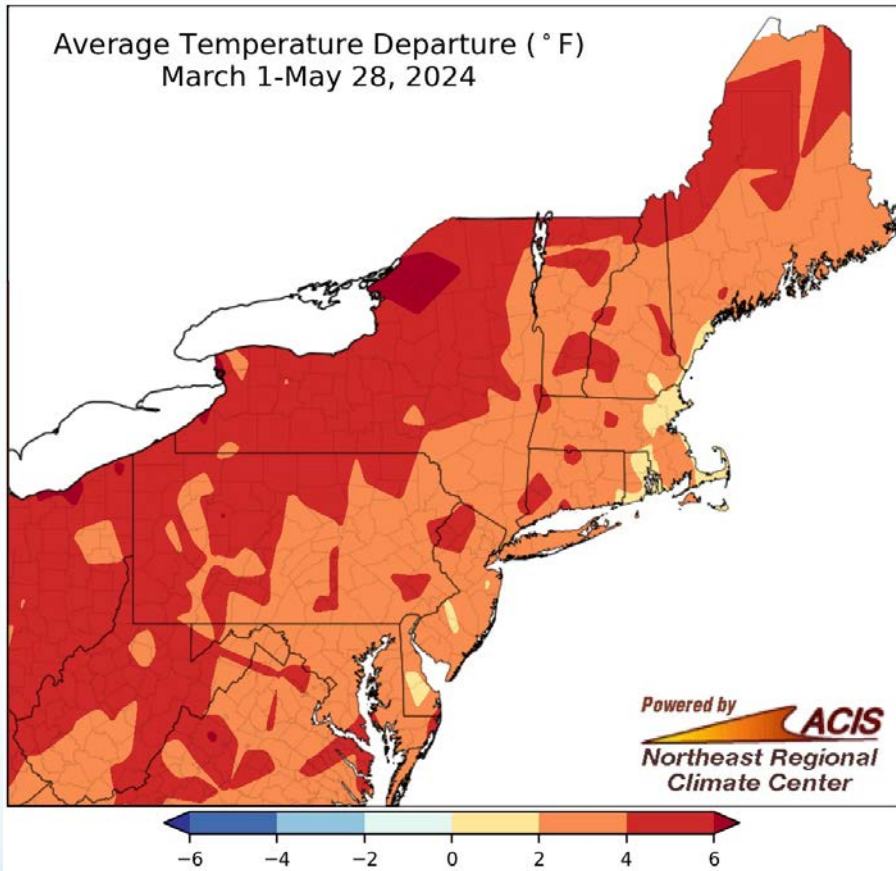 Average Temperature Departure (°F)
March 1-May 28, 2024
Powered by
ACIS
Northeast Regional
Climate Center
−6 −4 −2 0 2 4 6